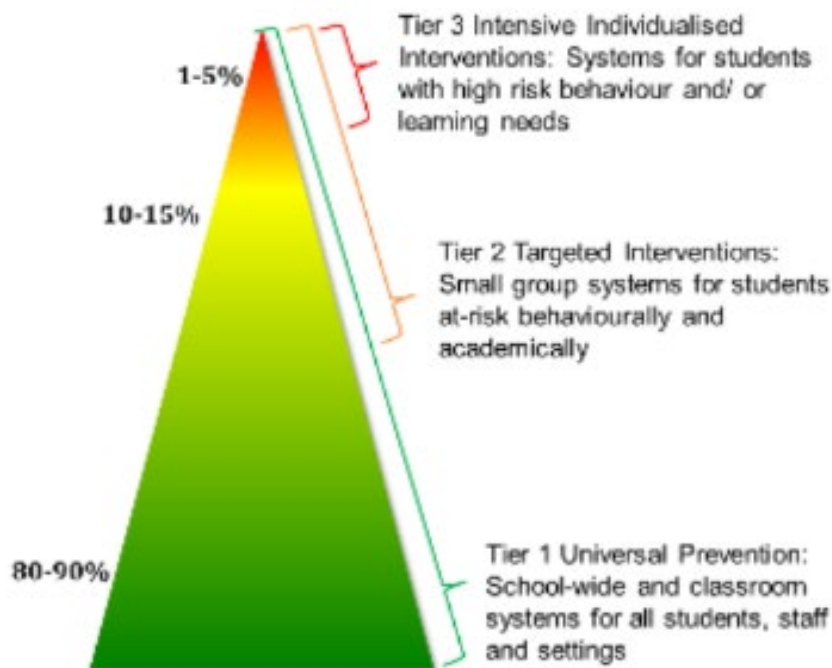 Tier 3 Intensive Individualised
Interventions: Systems for students
with high risk behaviour and/ or
learning needs
1-5%
10-15%
Tier 2 Targeted Interventions:
Small group systems for students
at-risk behaviourally and
academically
80-90%
Tier 1 Universal Prevention:
School-wide and classroom
systems for all students, staff
and settings